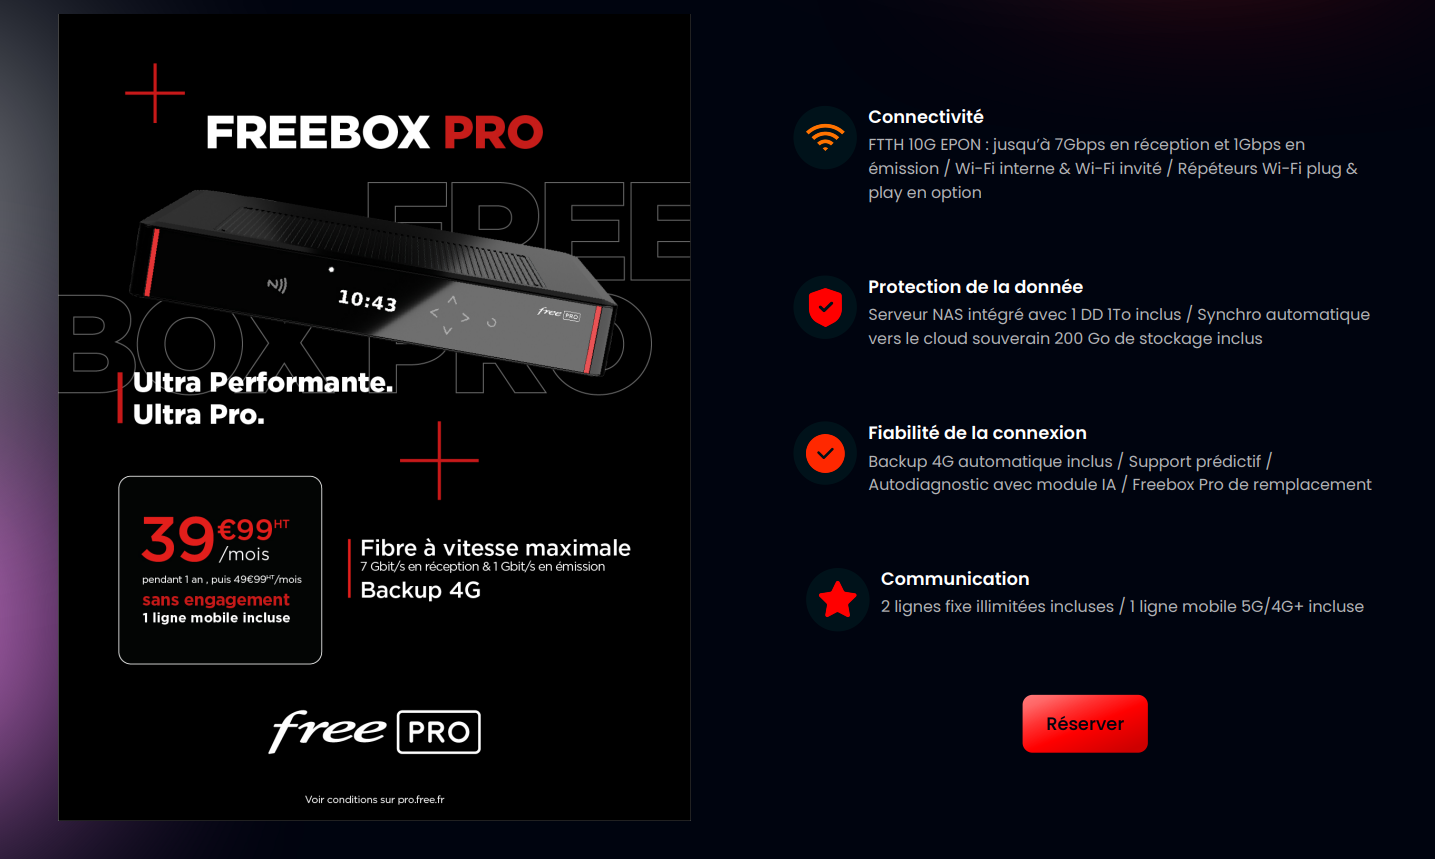 FREEBOX PRO
FREE
BOX PRO
10:43
free PRO
Ultra Performante.
Ultra Pro.
39€99HT
/mois
pendant 1 an , puis 49€99HT/mois
sans engagement
1 ligne mobile incluse
Fibre à vitesse maximale
7 Gbit/s en réception & 1 Gbit/s en émission
Backup 4G
free PRO
Voir conditions sur pro.free.fr
Connectivité
FTTH 10G EPON : jusqu’à 7Gbps en réception et 1Gbps en
émission / Wi-Fi interne & Wi-Fi invité / Répéteurs Wi-Fi plug &
play en option
Protection de la donnée
Serveur NAS intégré avec 1 DD 1To inclus / Synchro automatique
vers le cloud souverain 200 Go de stockage inclus
Fiabilité de la connexion
Backup 4G automatique inclus / Support prédictif /
Autodiagnostic avec module IA / Freebox Pro de remplacement
Communication
2 lignes fixe illimitées incluses / 1 ligne mobile 5G/4G+ incluse
Réserver